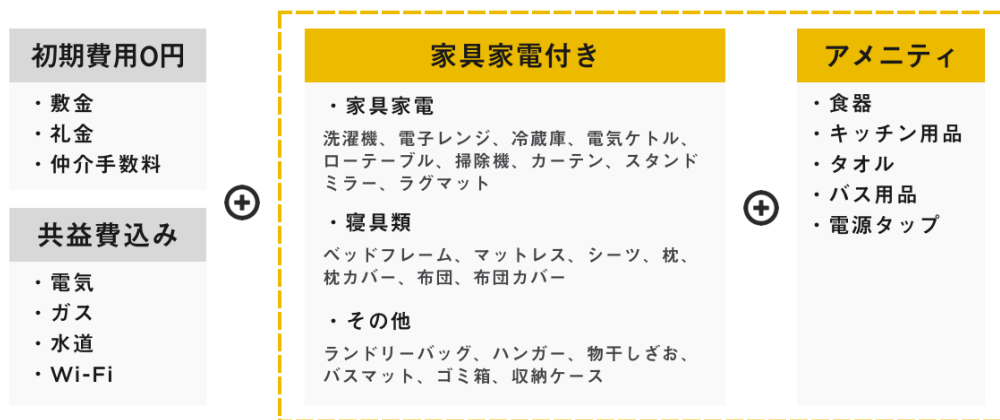 初期費用0円
・敷金
・礼金
・仲介手数料
共益費込み
・電気
・ガス
・水道
・Wi-Fi
家具家電付き
・家具家電
洗濯機、電子レンジ、冷蔵庫、電気ケトル、
ローテーブル、掃除機、カーテン、スタンド
ミラー、ラグマット
・寝具類
ベッドフレーム、マットレス、シーツ、枕、
枕カバー、布団、布団カバー
・その他
ランドリーバッグ、ハンガー、物干しざお、
バスマット、ゴミ箱、収納ケース
アメニティ
・食器
・キッチン用品
・タオル
・バス用品
・電源タップ